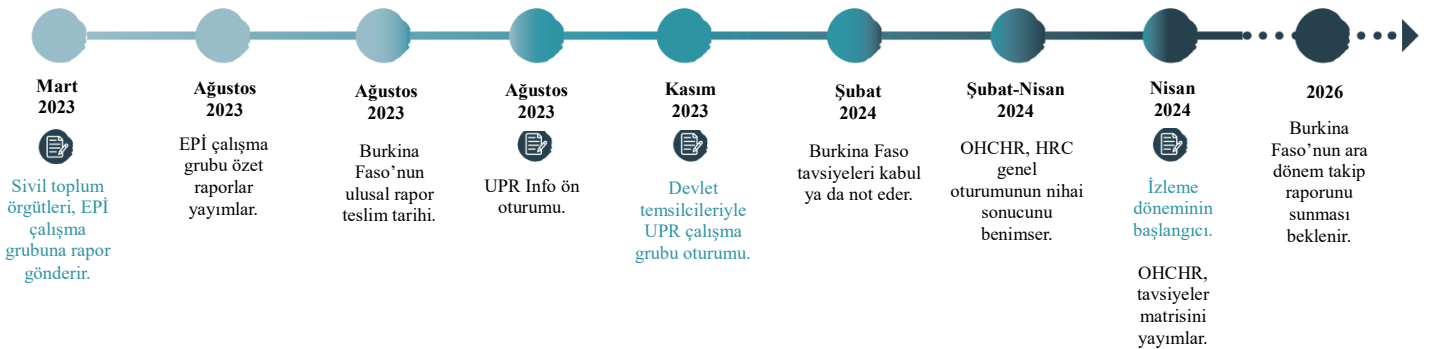 Mart
2023
Sivil toplum
örgütleri, EPİ
çalışma
grubuna rapor
gönderir.
Ağustos
2023
EPİ çalışma
grubu özet
raporlar
yayımlar.
Ağustos
2023
Burkina
Faso’nun
ulusal rapor
teslim tarihi.
Ağustos
2023
UPR Info ön
oturumu.
Kasım
2023
Devlet
temsilcileriyle
UPR çalışma
grubu oturumu.
Şubat
2024
Burkina Faso
tavsiyeleri kabul
ya da not eder.
Şubat-Nisan
2024
OHCHR, HRC
genel
oturumunun nihai
sonucunu
benimser.
Nisan
2024
İzleme
döneminin
başlangıcı.
OHCHR,
tavsiyeler
matrisini
yayımlar.
2026
Burkina
Faso’nun ara
dönem takip
raporunu
sunması
beklenir.